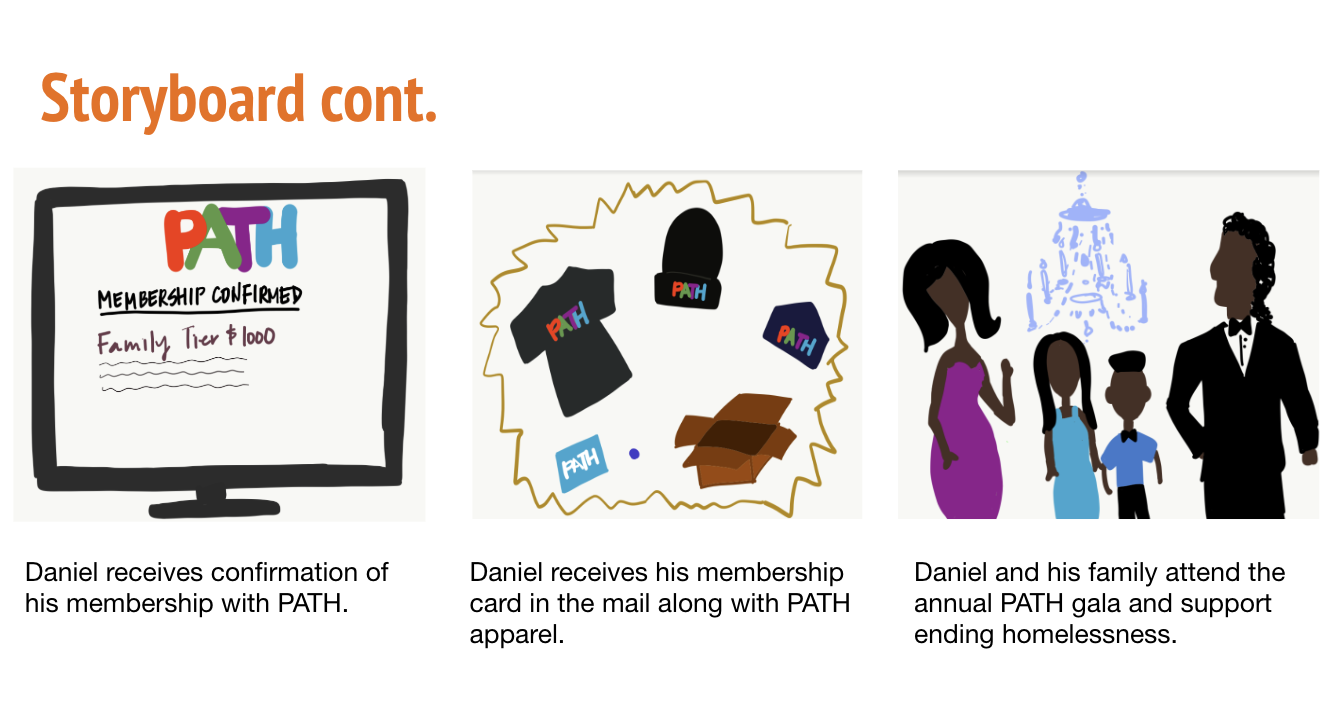 Storyboard cont.
PATH
MEMBERSHIP CONFIRMED
Family Tier $1000
PATH
PATH
PATH
PATH
Daniel receives confirmation of
his membership with PATH.
Daniel receives his membership
card in the mail along with PATH
apparel.
Daniel and his family attend the
annual PATH gala and support
ending homelessness.